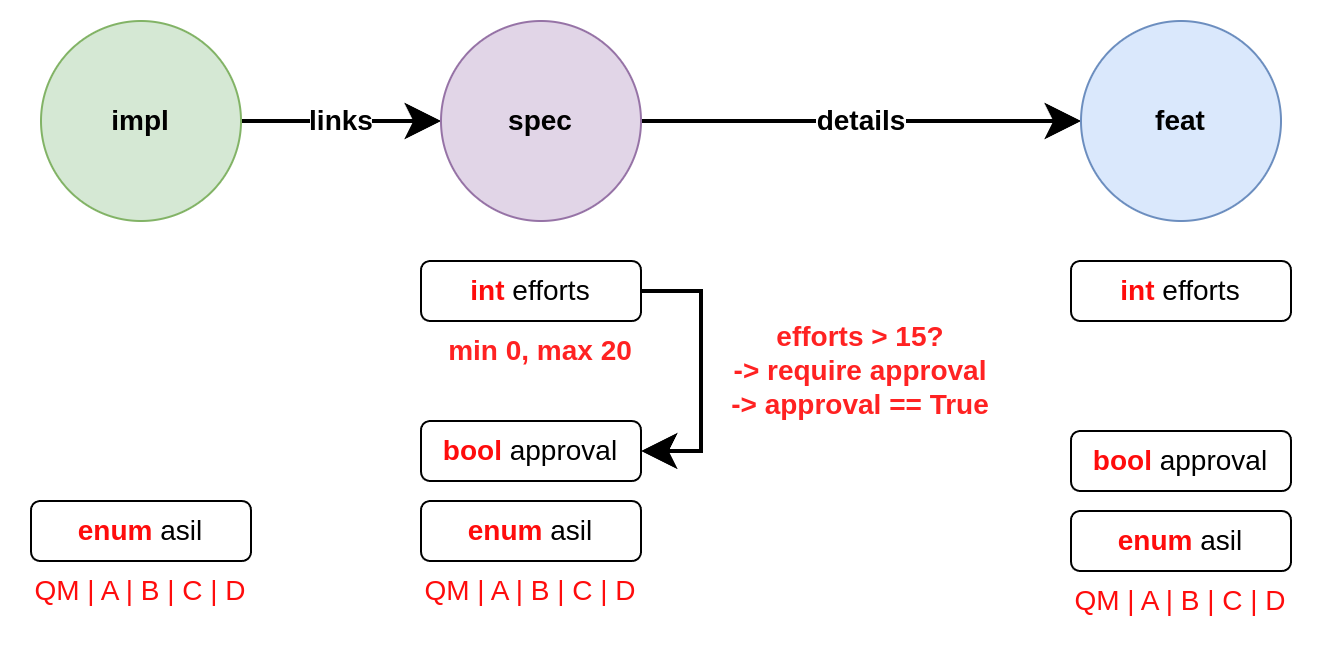 impl
links
spec
details
feat
int efforts
min 0, max 20
efforts > 15?
-> require approval
-> approval == True
int efforts
bool approval
bool approval
enum asil
QM | A | B | C | D
enum asil
QM | A | B | C | D
enum asil
QM | A | B | C | D